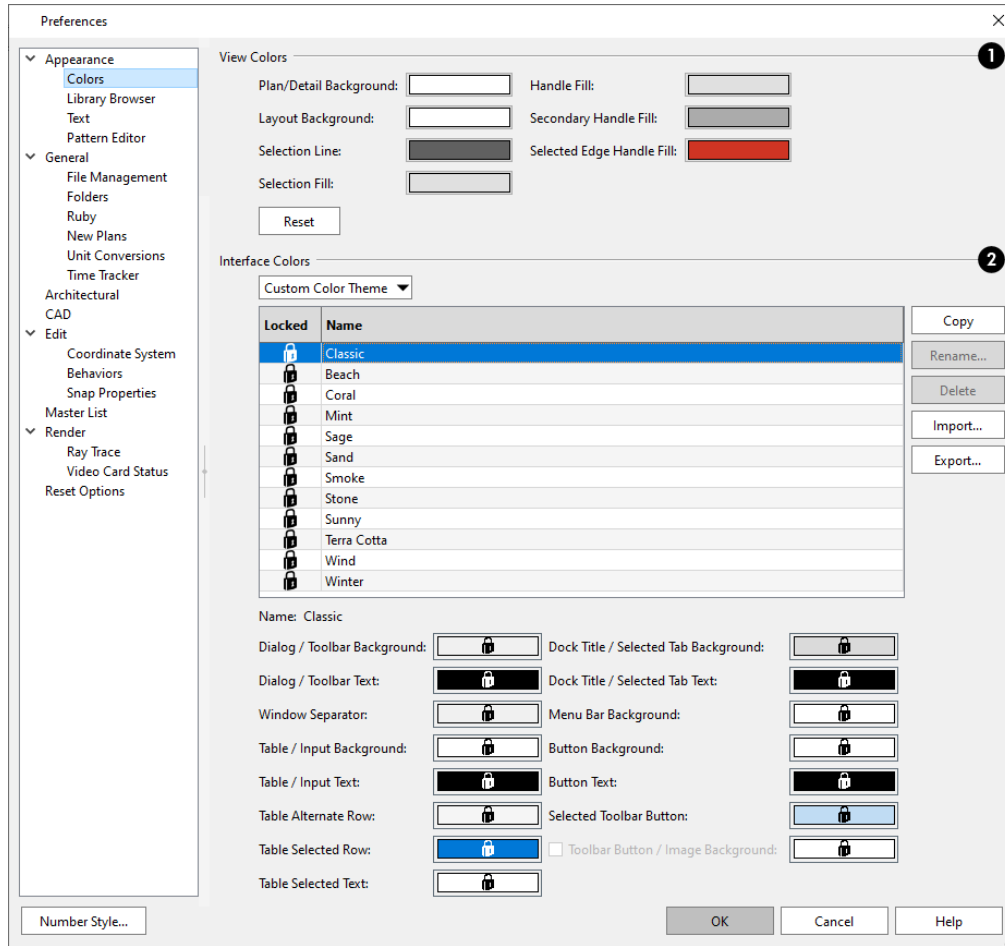 Preferences
Appearance
Colors
Library Browser
Text
Pattern Editor
General
File Management
Folders
Ruby
New Plans
Unit Conversions
Time Tracker
Architectural
CAD
Edit
Coordinate System
Behaviors
Snap Properties
Master List
Render
Ray Trace
Video Card Status
Reset Options
View Colors 1
Plan/Detail Background: Handle Fill:
Layout Background: Secondary Handle Fill:
Selection Line: Selected Edge Handle Fill:
Selection Fill:
Reset
Interface Colors 2
Custom Color Theme
Locked Name
Classic
Beach
Coral
Mint
Sage
Sand
Smoke
Stone
Sunny
Terra Cotta
Wind
Winter
Copy
Rename...
Delete
Import...
Export...
Name: Classic
Dialog / Toolbar Background: Dock Title / Selected Tab Background:
Dialog / Toolbar Text: Dock Title / Selected Tab Text:
Window Separator: Menu Bar Background:
Table / Input Background: Button Background:
Table / Input Text: Button Text:
Table Alternate Row: Selected Toolbar Button:
Table Selected Row: Toolbar Button / Image Background:
Table Selected Text:
Number Style... OK Cancel Help